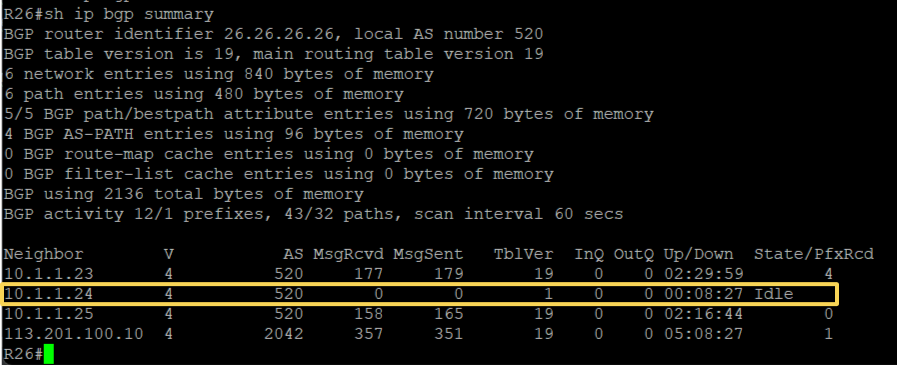 R26#sh ip bgp summary
BGP router identifier 26.26.26.26, local AS number 520
BGP table version is 19, main routing table version 19
6 network entries using 840 bytes of memory
6 path entries using 480 bytes of memory
5/5 BGP path/bestpath attribute entries using 720 bytes of memory
4 BGP AS-PATH entries using 96 bytes of memory
0 BGP route-map cache entries using 0 bytes of memory
0 BGP filter-list cache entries using 0 bytes of memory
BGP using 2136 total bytes of memory
BGP activity 12/1 prefixes, 43/32 paths, scan interval 60 secs
Neighbor V AS MsgRcvd MsgSent TblVer InQ OutQ Up/Down State/PfxRcd
10.1.1.23 4 520 177 179 19 0 0 02:29:59 4
10.1.1.24 4 520 0 0 1 0 0 00:08:27 Idle
10.1.1.25 4 520 158 165 19 0 0 02:16:44 0
113.201.100.10 4 2042 357 351 19 0 0 05:08:27 1
R26#